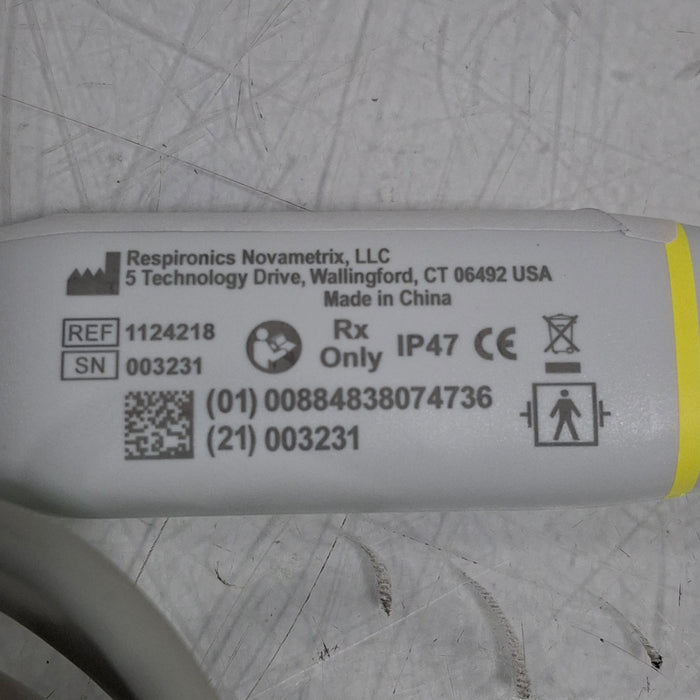 Respironics Novametrix, LLC
5 Technology Drive, Wallingford, CT 06492 USA
Made in China
REF 1124218
SN 003231
Rx
Only
IP47 CE
(01) 00884838074736
(21) 003231